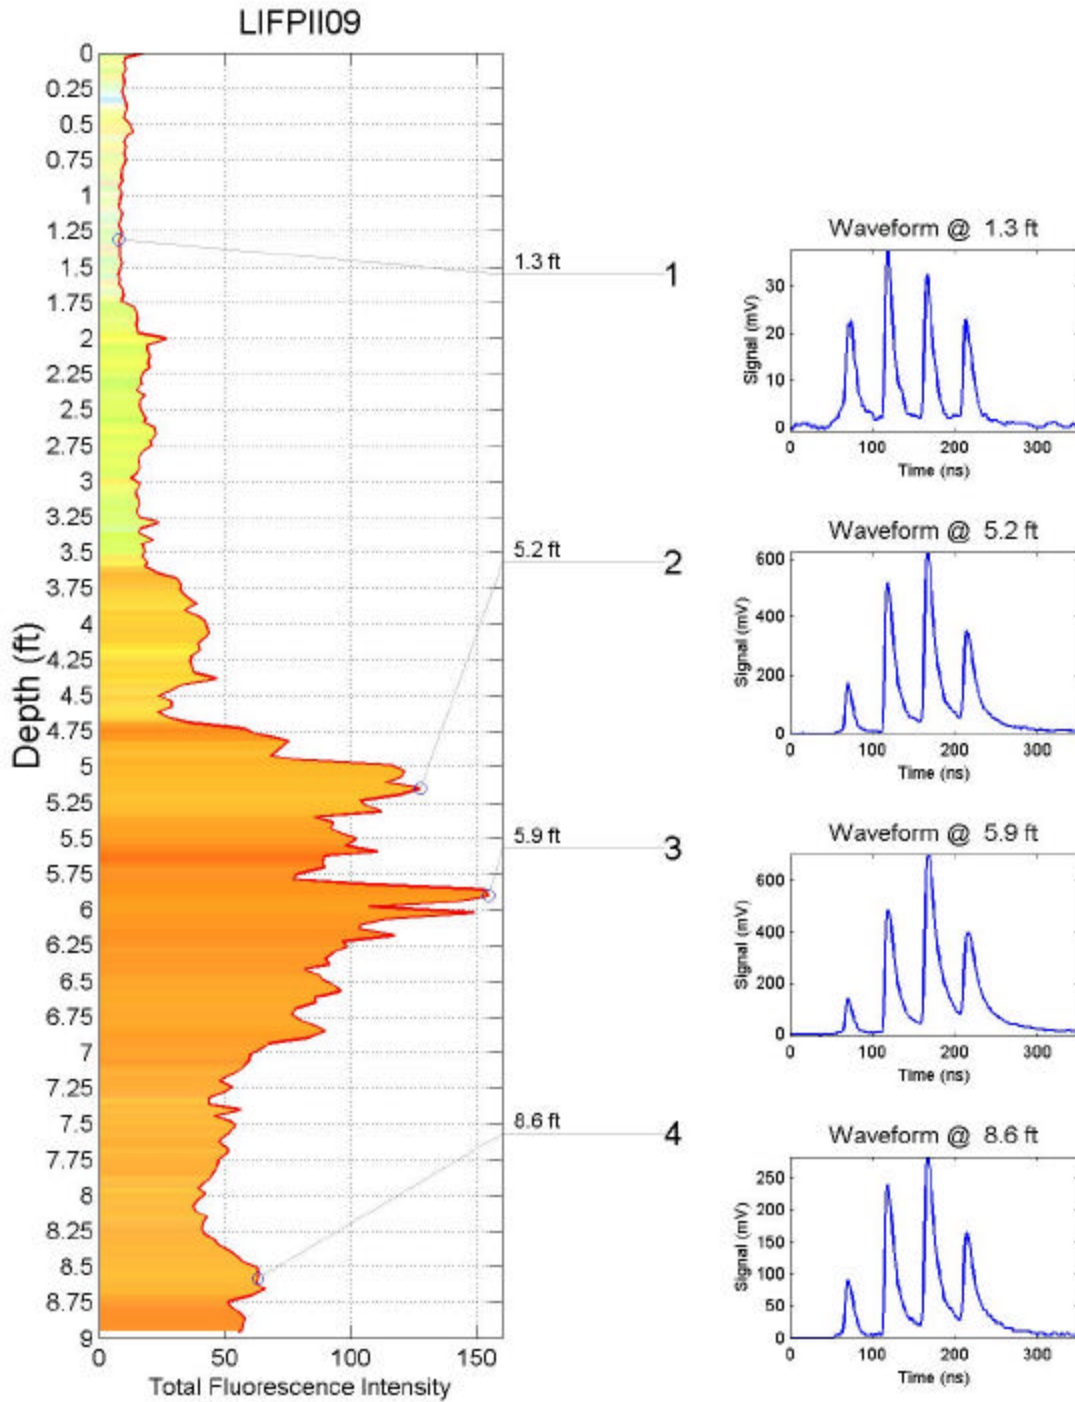 LIFPII09
0
0.25
0.5
0.75
1
1.25
1.5
1.75
2
2.25
2.5
2.75
3
3.25
3.5
3.75
4
4.25
4.5
4.75
5
5.25
5.5
5.75
6
6.25
6.5
6.75
7
7.25
7.5
7.75
8
8.25
8.5
8.75
9
Depth (ft)
0 50 100 150
Total Fluorescence Intensity
1.3 ft 1
5.2 ft 2
5.9 ft 3
8.6 ft 4
Waveform @ 1.3 ft
Signal (mV)
30
20
10
0
0 100 200 300
Time (ns)
Waveform @ 5.2 ft
Signal (mV)
600
400
200
0
0 100 200 300
Time (ns)
Waveform @ 5.9 ft
Signal (mV)
600
400
200
0
0 100 200 300
Time (ns)
Waveform @ 8.6 ft
Signal (mV)
250
200
150
100
50
0
0 100 200 300
Time (ns)